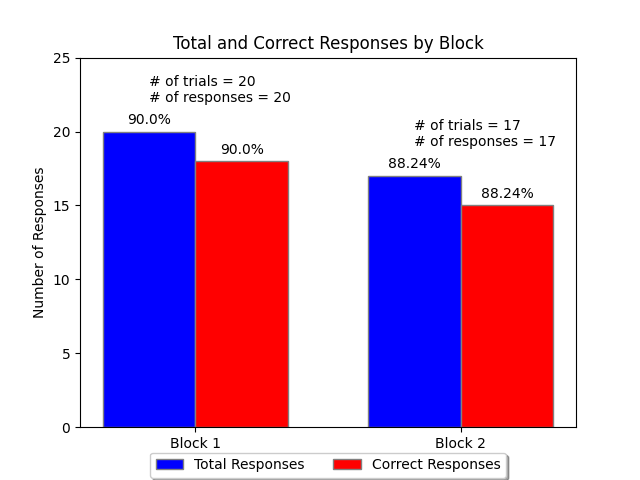 Total and Correct Responses by Block
25
# of trials = 20
# of responses = 20
90.0%
90.0%
# of trials = 17
# of responses = 17
88.24%
88.24%
20
15
10
5
0
Number of Responses
Block 1
Block 2
Total Responses
Correct Responses